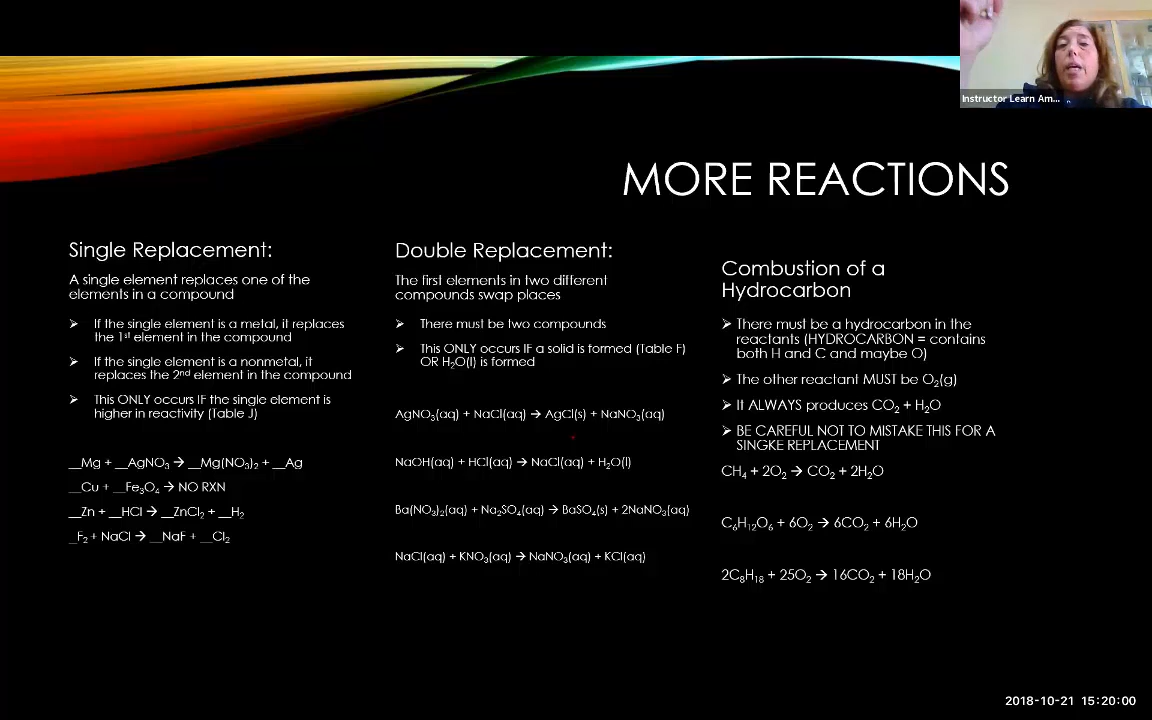 Instructor Learn Am...
MORE REACTIONS
Single Replacement:
A single element replaces one of the
elements in a compound
➢ If the single element is a metal, it replaces
the 1st element in the compound
➢ If the single element is a nonmetal, it
replaces the 2nd element in the compound
➢ This ONLY occurs IF the single element is
higher in reactivity (Table J)
__Mg + __AgNO₃ → __Mg(NO₃)₂ + __Ag
__Cu + __Fe₃O₄ → NO RXN
__Zn + __HCl → __ZnCl₂ + __H₂
_F₂ + NaCl → __NaF + __Cl₂
Double Replacement:
The first elements in two different
compounds swap places
➢ There must be two compounds
➢ This ONLY occurs IF a solid is formed (Table F)
OR H₂O(l) is formed
AgNO₃(aq) + NaCl(aq) → AgCl(s) + NaNO₃(aq)
NaOH(aq) + HCl(aq) → NaCl(aq) + H₂O(l)
Ba(NO₃)₂(aq) + Na₂SO₄(aq) → BaSO₄(s) + 2NaNO₃(aq)
NaCl(aq) + KNO₃(aq) → NaNO₃(aq) + KCl(aq)
Combustion of a
Hydrocarbon
➢ There must be a hydrocarbon in the
reactants (HYDROCARBON = contains
both H and C and maybe O)
➢ The other reactant MUST be O₂(g)
➢ It ALWAYS produces CO₂ + H₂O
➢ BE CAREFUL NOT TO MISTAKE THIS FOR A
SINGKE REPLACEMENT
CH₄ + 2O₂ → CO₂ + 2H₂O
C₆H₁₂O₆ + 6O₂ → 6CO₂ + 6H₂O
2C₈H₁₈ + 25O₂ → 16CO₂ + 18H₂O
2018-10-21 15:20:00